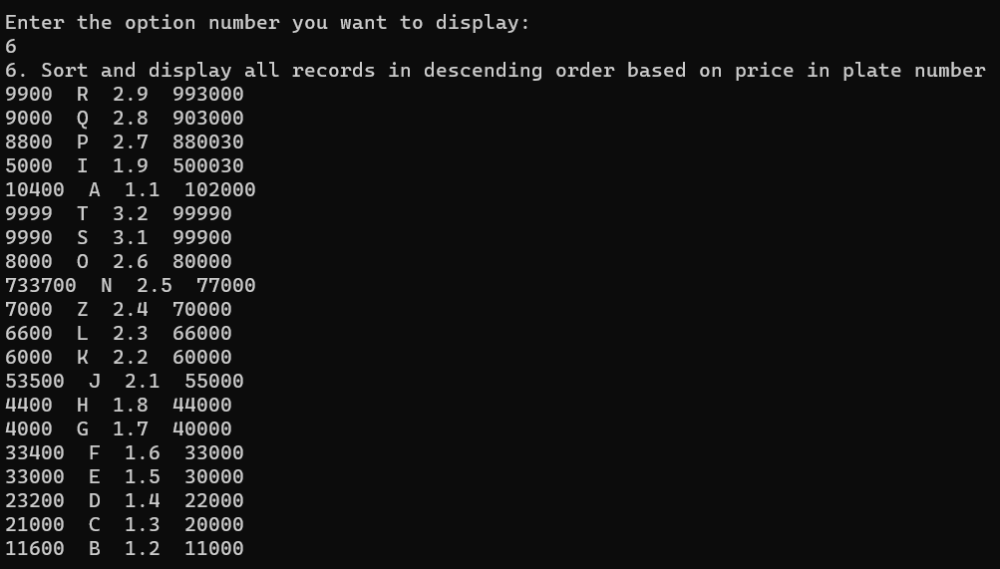 Enter the option number you want to display:
6
6. Sort and display all records in descending order based on price in plate number
9900  R  2.9  993000
9000  Q  2.8  903000
8800  P  2.7  880030
5000  I  1.9  500030
10400  A  1.1  102000
9999  T  3.2  99990
9990  S  3.1  99900
8000  O  2.6  80000
733700  N  2.5  77000
7000  Z  2.4  70000
6600  L  2.3  66000
6000  K  2.2  60000
53500  J  2.1  55000
4400  H  1.8  44000
4000  G  1.7  40000
33400  F  1.6  33000
33000  E  1.5  30000
23200  D  1.4  22000
21000  C  1.3  20000
11600  B  1.2  11000